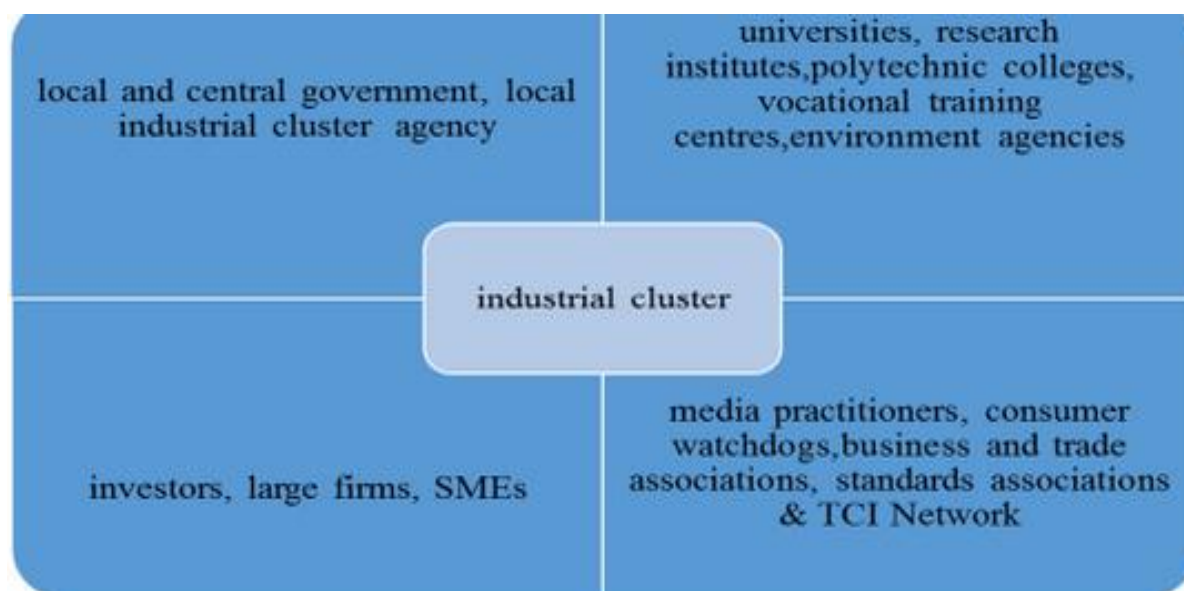 local and central government, local
industrial cluster agency
universities, research
institutes,polytechnic colleges,
vocational training
centres,environment agencies
industrial cluster
investors, large firms, SMEs
media practitioners, consumer
watchdogs,business and trade
associations, standards associations
& TCI Network